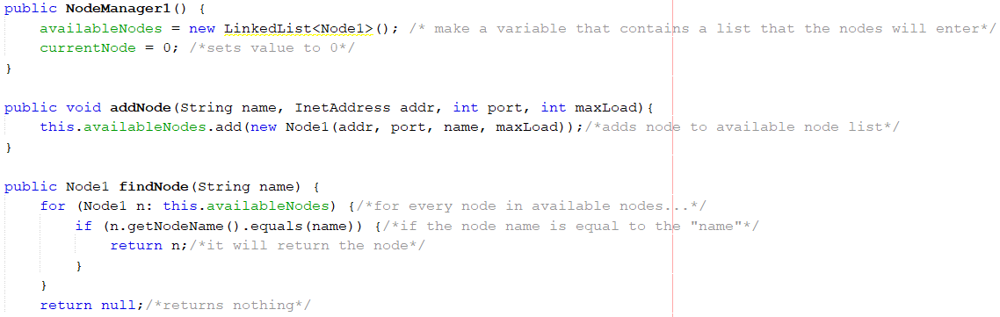 public NodeManager1() {
    availableNodes = new LinkedList<Node1>(); /* make a variable that contains a list that the nodes will enter*/
    currentNode = 0; /*sets value to 0*/
}
public void addNode(String name, InetAddress addr, int port, int maxLoad){
    this.availableNodes.add(new Node1(addr, port, name, maxLoad));/*adds node to available node list*/
}
public Node1 findNode(String name) {
    for (Node1 n: this.availableNodes) {/*for every node in available nodes...*/
        if (n.getNodeName().equals(name)) {/*if the node name is equal to the "name"*/
            return n;/*it will return the node*/
        }
    }
    return null;/*returns nothing*/